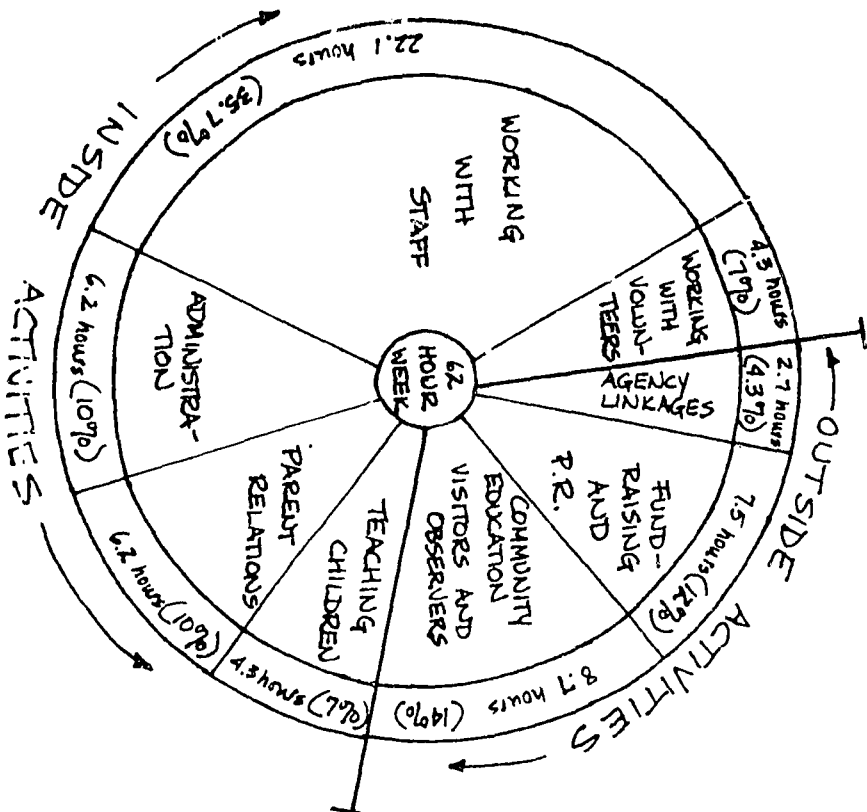 62
HOUR
WEEK
INSIDE ACTIVITIES
22.1 hours
(35.7%)
WORKING
WITH
STAFF
6.2 hours (10%)
ADMINISTRA-
TION
6.2 hours (10%)
PARENT
RELATIONS
4.3 hours (7%)
TEACHING
CHILDREN
4.3 hours
(7%)
WORKING
WITH
VOLUN-
TEERS
OUTSIDE ACTIVITIES
2.7 hours
(4.3%)
AGENCY
LINKAGES
7.5 hours (12%)
FUND-
RAISING
AND
P.R.
8.7 hours
(14%)
COMMUNITY
EDUCATION
VISITORS AND
OBSERVERS